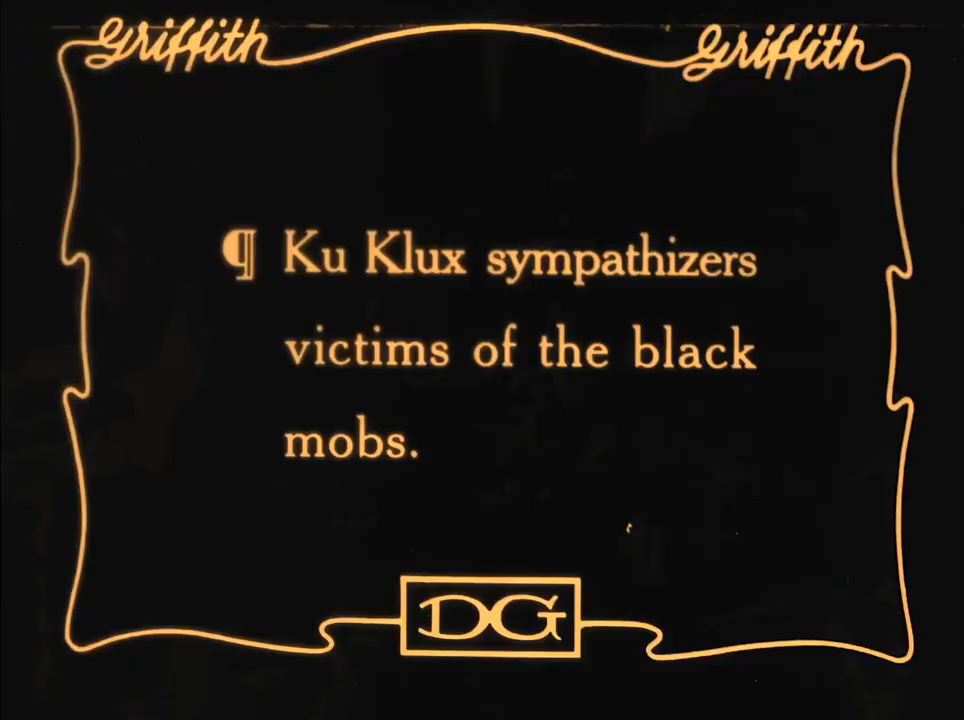 Griffith Griffith
¶ Ku Klux sympathizers
victims of the black
mobs.
DG